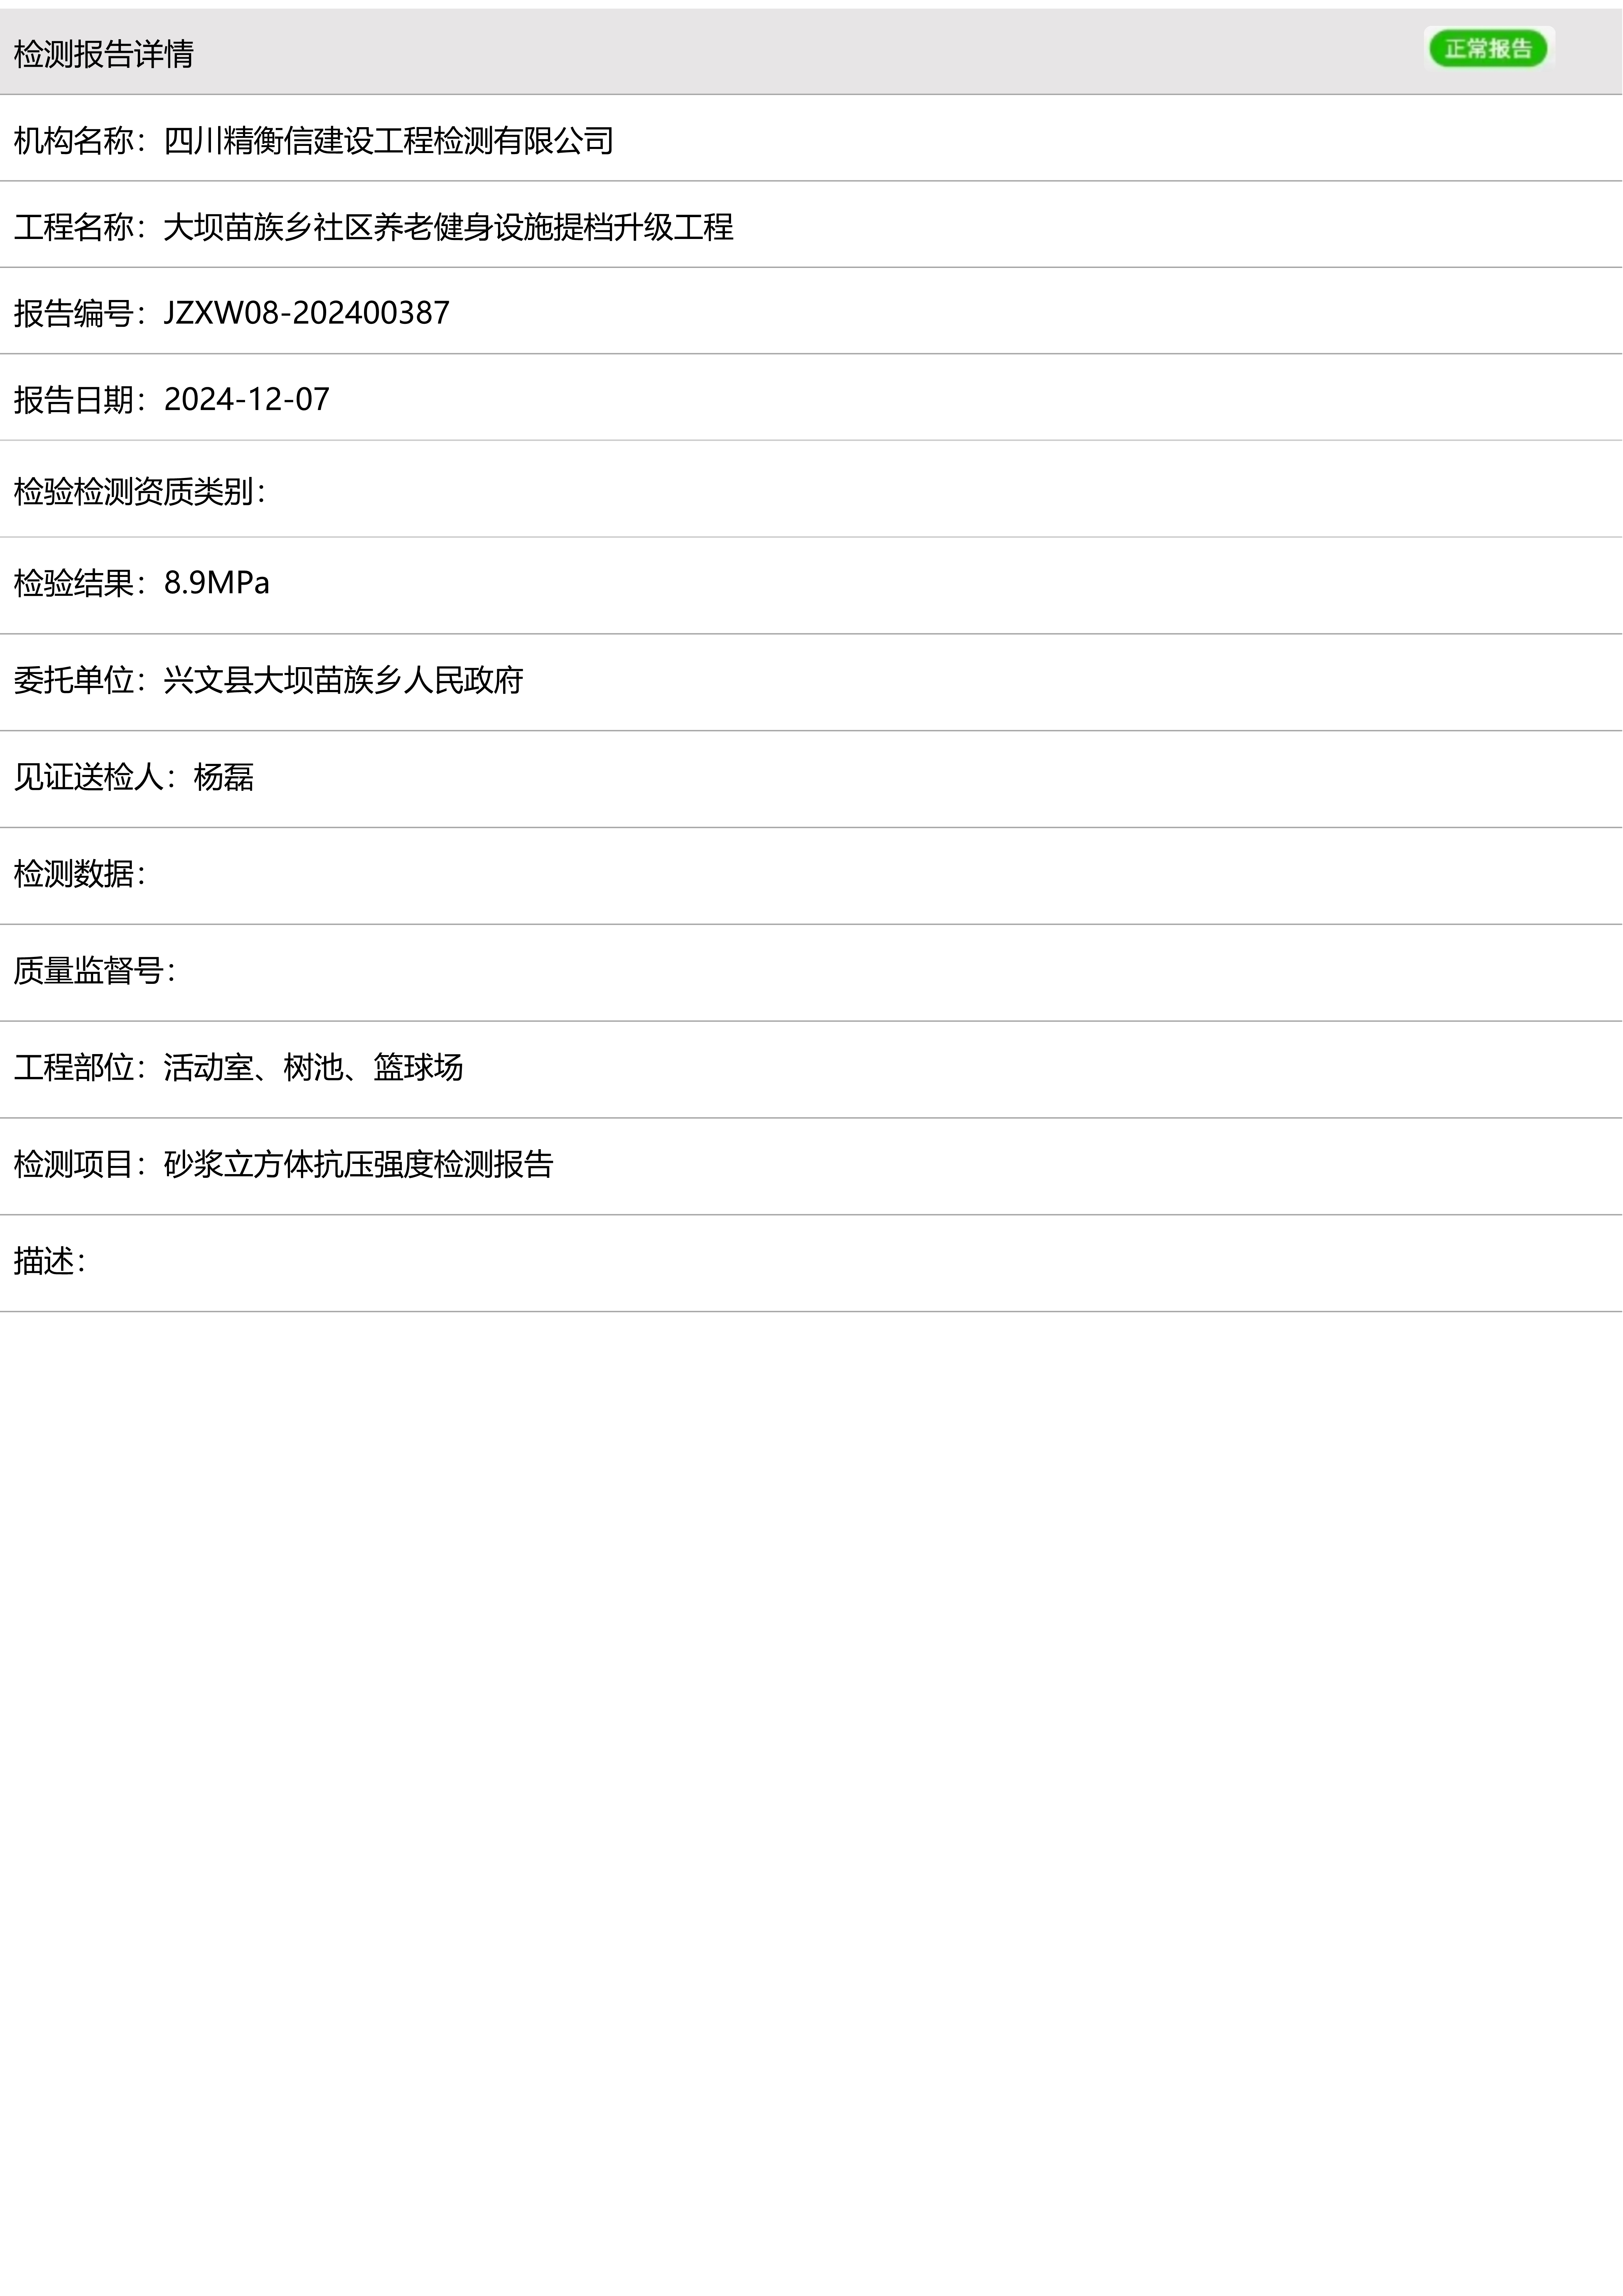 检测报告详情 正常报告
机构名称：四川精衡信建设工程检测有限公司
工程名称：大坝苗族乡社区养老健身设施提档升级工程
报告编号：JZXW08-202400387
报告日期：2024-12-07
检验检测资质类别：
检验结果：8.9MPa
委托单位：兴文县大坝苗族乡人民政府
见证送检人：杨磊
检测数据：
质量监督号：
工程部位：活动室、树池、篮球场
检测项目：砂浆立方体抗压强度检测报告
描述：